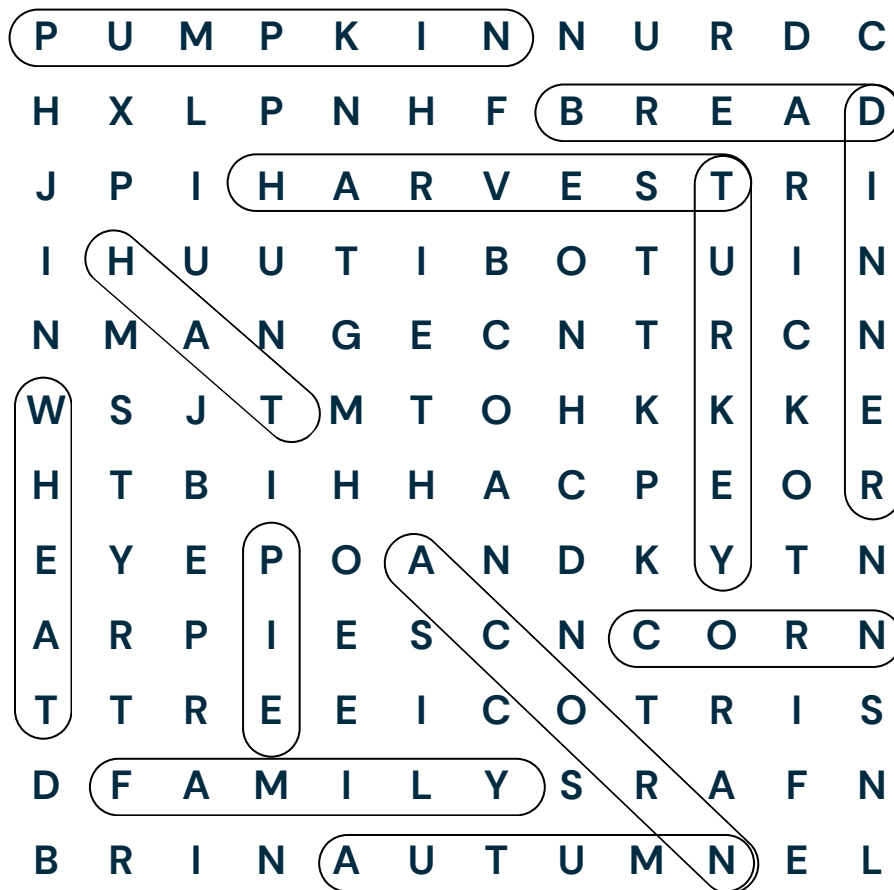 P U M P K I N N U R D C
H X L P N H F B R E A D
J P I H A R V E S T R I
I H U U T I B O T U I N
N M A N G E C N T R C N
W S J T M T O H K K K E
H T B I H H A C P E O R
E Y E P O A N D K Y T N
A R P I E S C N C O R N
T T R E E I C O T R I S
D F A M I L Y S R A F N
B R I N A U T U M N E L